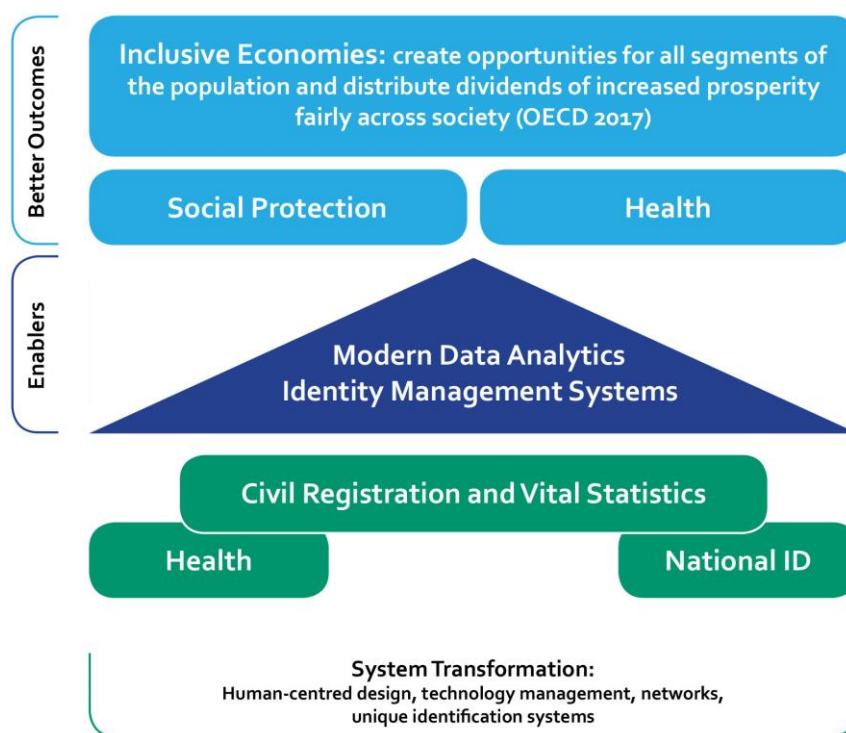 Better Outcomes
Inclusive Economies: create opportunities for all segments of
the population and distribute dividends of increased prosperity
fairly across society (OECD 2017)
Social Protection
Health
Enablers
Modern Data Analytics
Identity Management Systems
Civil Registration and Vital Statistics
Health
National ID
System Transformation:
Human-centred design, technology management, networks,
unique identification systems